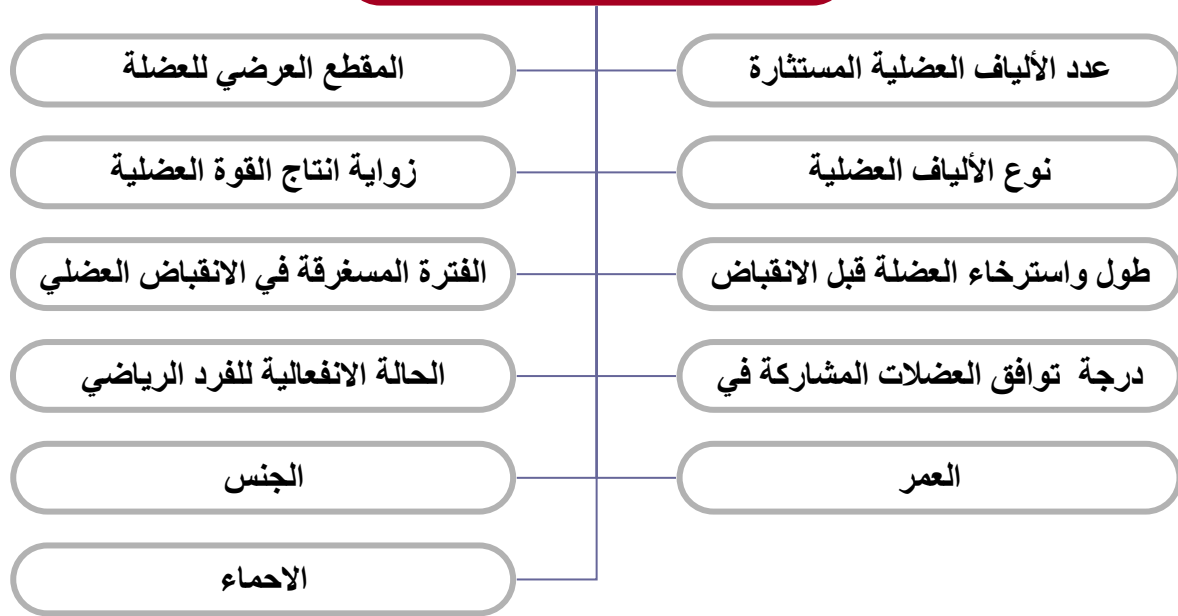 عدد الألياف العضلية المستثارة
المقطع العرضي للعضلة
نوع الألياف العضلية
زواية انتاج القوة العضلية
طول واسترخاء العضلة قبل الانقباض
الفترة المسغرقة في الانقباض العضلي
درجة توافق العضلات المشاركة في
الحالة الانفعالية للفرد الرياضي
العمر
الجنس
الاحماء